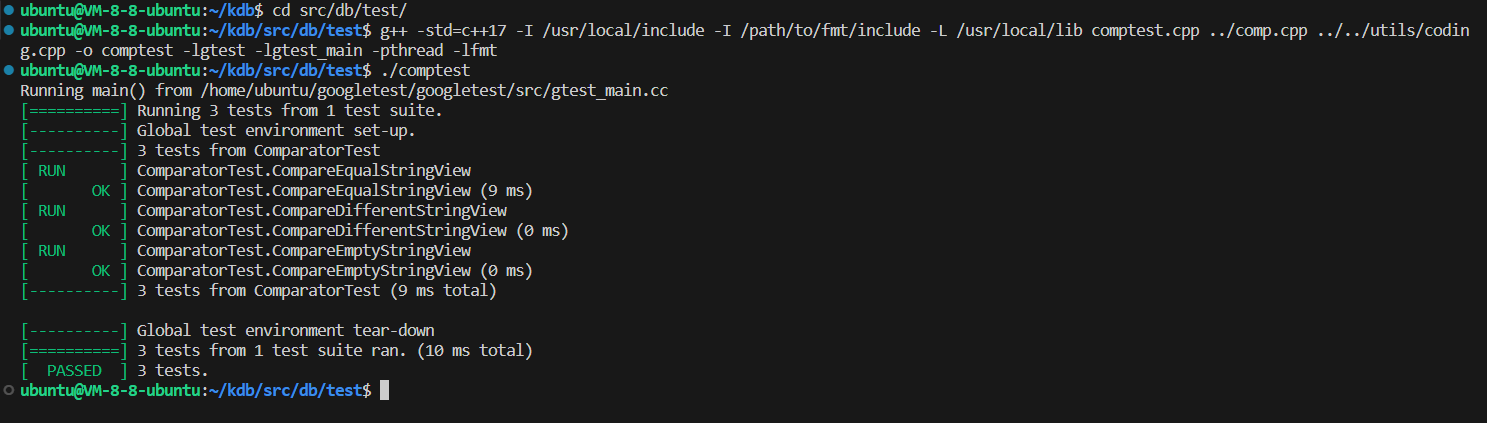 ubuntu@VM-8-8-ubuntu:~/kdb$ cd src/db/test/
ubuntu@VM-8-8-ubuntu:~/kdb/src/db/test$ g++ -std=c++17 -I /usr/local/include -I /path/to/fmt/include -L /usr/local/lib comptest.cpp ../comp.cpp ../../utils/codin
g.cpp -o comptest -lgtest -lgtest_main -pthread -lfmt
ubuntu@VM-8-8-ubuntu:~/kdb/src/db/test$ ./comptest
Running main() from /home/ubuntu/googletest/googletest/src/gtest_main.cc
[==========] Running 3 tests from 1 test suite.
[----------] Global test environment set-up.
[----------] 3 tests from ComparatorTest
[ RUN      ] ComparatorTest.CompareEqualStringView
[       OK ] ComparatorTest.CompareEqualStringView (9 ms)
[ RUN      ] ComparatorTest.CompareDifferentStringView
[       OK ] ComparatorTest.CompareDifferentStringView (0 ms)
[ RUN      ] ComparatorTest.CompareEmptyStringView
[       OK ] ComparatorTest.CompareEmptyStringView (0 ms)
[----------] 3 tests from ComparatorTest (9 ms total)
[----------] Global test environment tear-down
[==========] 3 tests from 1 test suite ran. (10 ms total)
[  PASSED  ] 3 tests.
ubuntu@VM-8-8-ubuntu:~/kdb/src/db/test$